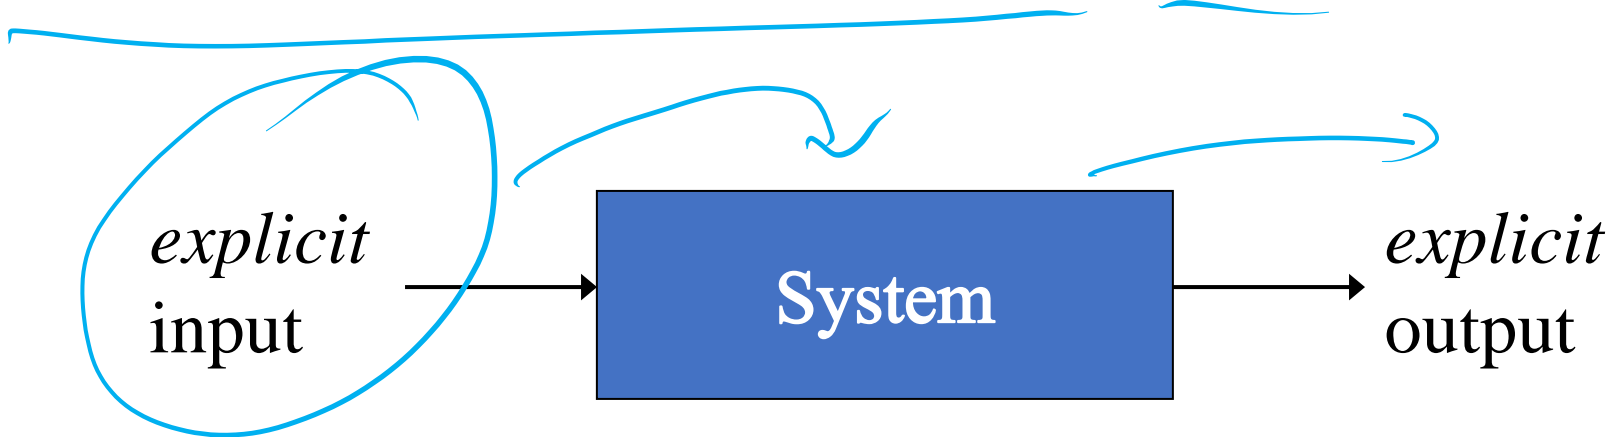 explicit
input
System
explicit
output